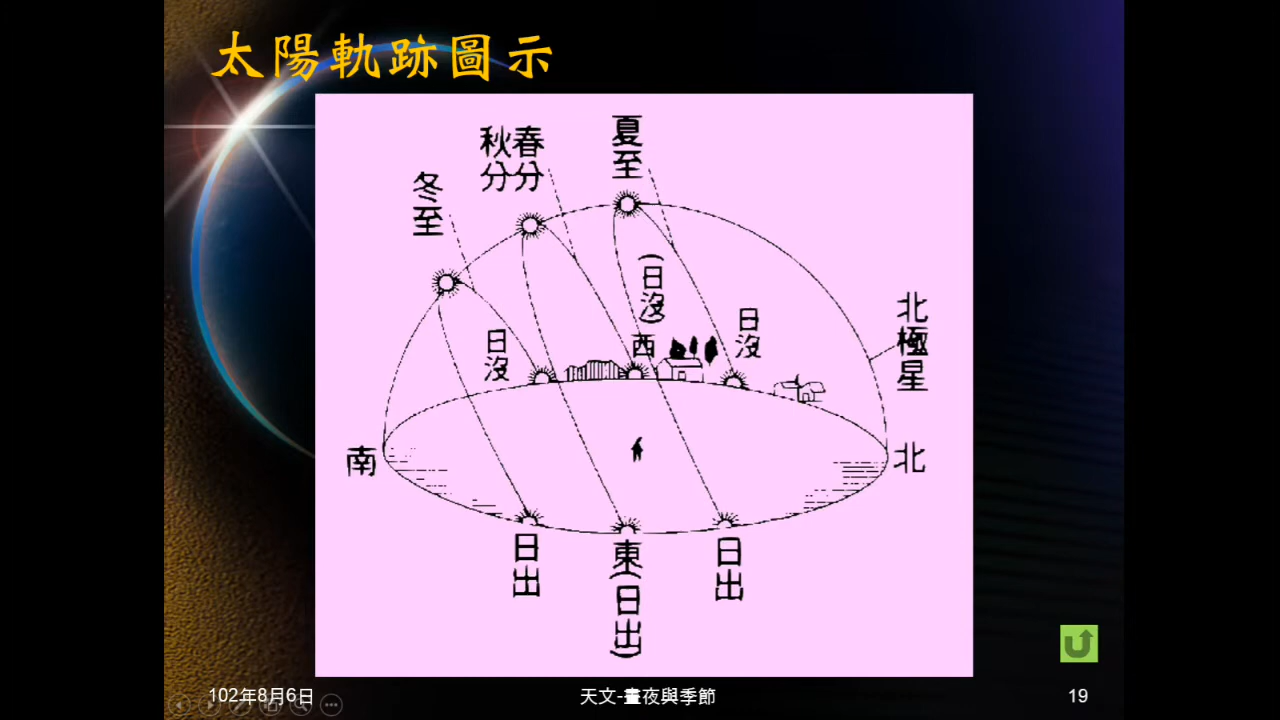 太陽軌跡圖示
夏至
春分
秋分
冬至
(日沒)
西
日沒
日沒
北極星
南
北
日出
東(日出)
日出
102年8月6日
天文-晝夜與季節
19